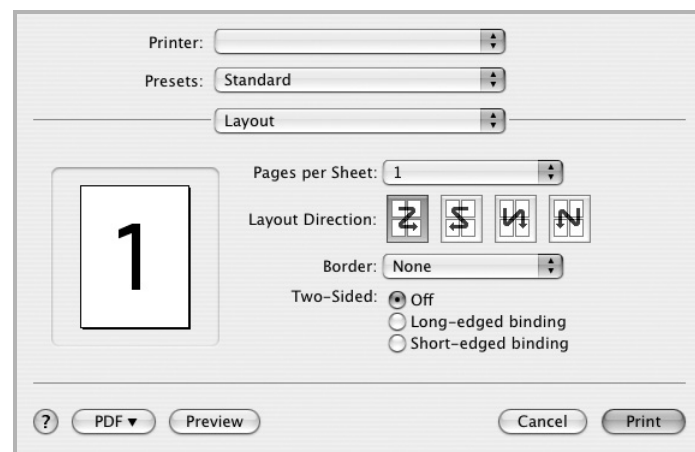 Printer:
Presets: Standard
Layout
Pages per Sheet: 1
Layout Direction:
Border: None
Two-Sided: Off
Long-edged binding
Short-edged binding
1
? PDF▼ Preview Cancel Print